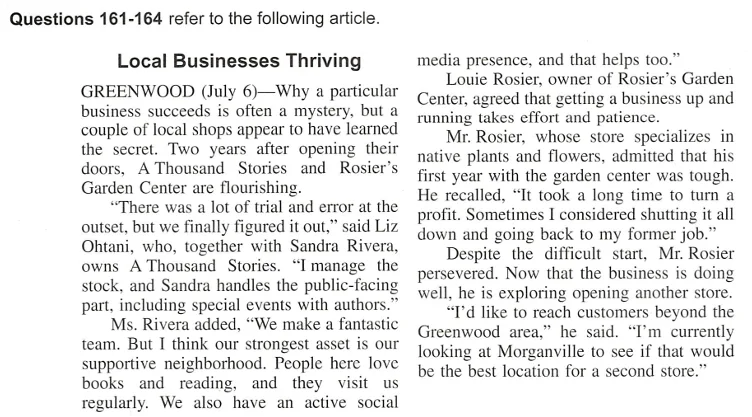 Questions 161-164 refer to the following article.
Local Businesses Thriving
GREENWOOD (July 6)—Why a particular
business succeeds is often a mystery, but a
couple of local shops appear to have learned
the secret. Two years after opening their
doors, A Thousand Stories and Rosier's
Garden Center are flourishing.
"There was a lot of trial and error at the
outset, but we finally figured it out," said Liz
Ohtani, who, together with Sandra Rivera,
owns A Thousand Stories. "I manage the
stock, and Sandra handles the public-facing
part, including special events with authors."
Ms. Rivera added, "We make a fantastic
team. But I think our strongest asset is our
supportive neighborhood. People here love
books and reading, and they visit us
regularly. We also have an active social
media presence, and that helps too."
Louie Rosier, owner of Rosier's Garden
Center, agreed that getting a business up and
running takes effort and patience.
Mr. Rosier, whose store specializes in
native plants and flowers, admitted that his
first year with the garden center was tough.
He recalled, "It took a long time to turn a
profit. Sometimes I considered shutting it all
down and going back to my former job."
Despite the difficult start, Mr. Rosier
persevered. Now that the business is doing
well, he is exploring opening another store.
"I'd like to reach customers beyond the
Greenwood area," he said. "I'm currently
looking at Morganville to see if that would
be the best location for a second store."